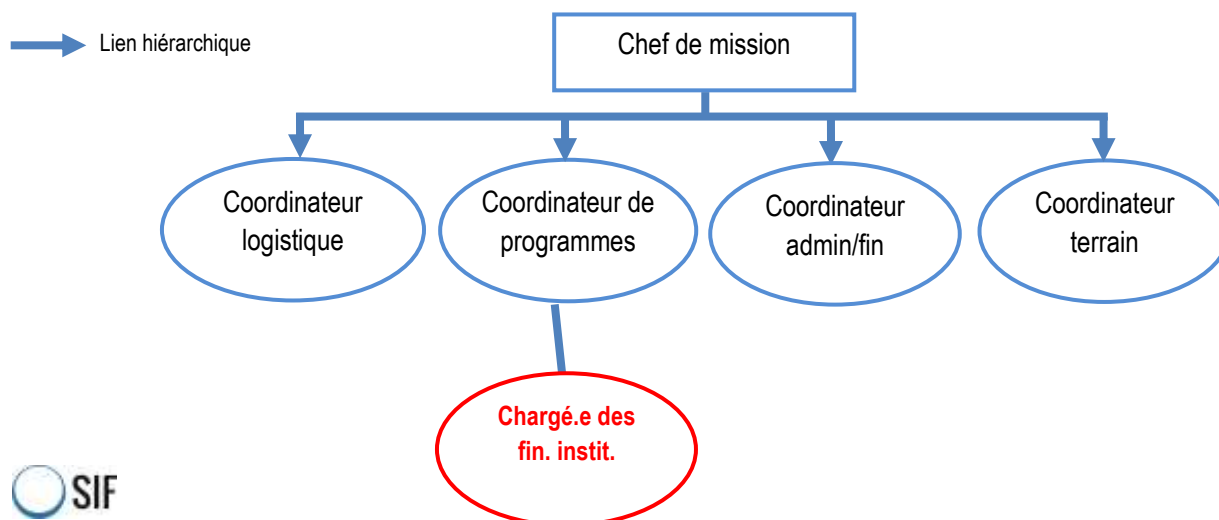 Lien hiérarchique
Chef de mission
Coordinateur
logistique
Coordinateur de
programmes
Coordinateur
admin/fin
Coordinateur
terrain
Chargé.e des
fin. instit.
SIF